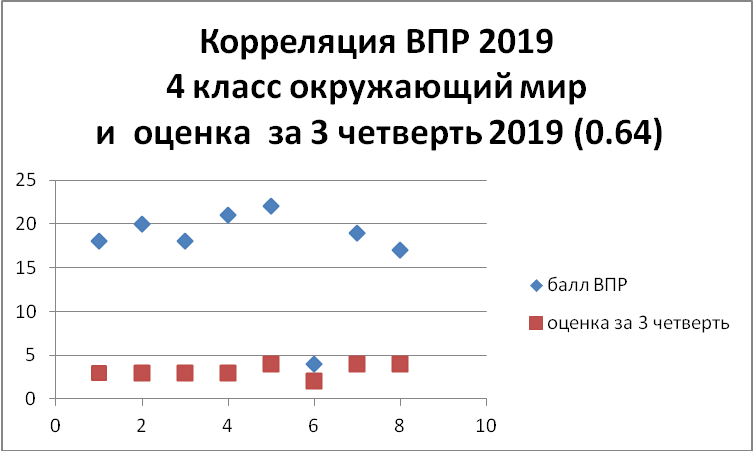 Корреляция ВПР 2019
4 класс окружающий мир
и оценка за 3 четверть 2019 (0.64)
25
20
15
10
5
0
0 2 4 6 8 10
балл ВПР
оценка за 3 четверть